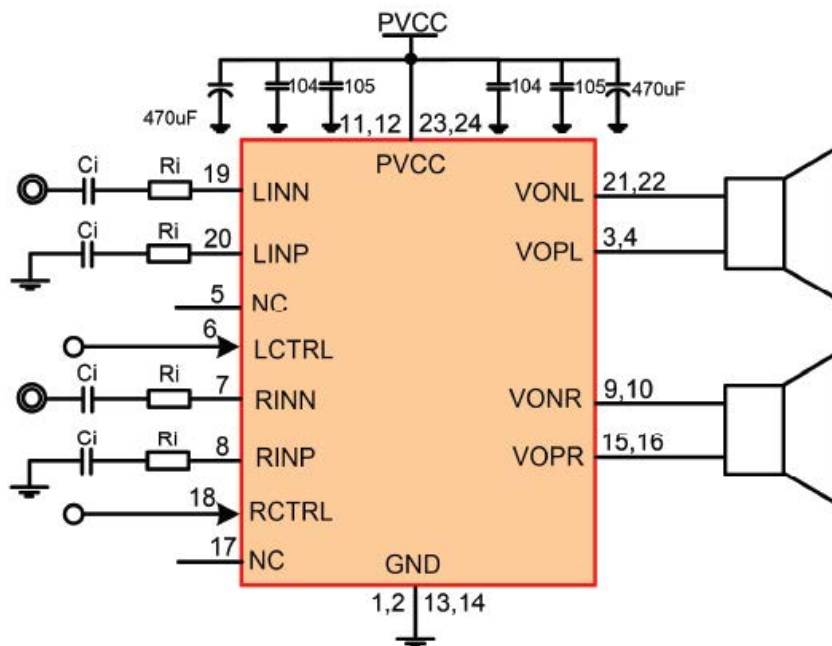 PVCC
470uF 104 105 104 105 470uF
11,12 23,24
PVCC
Ci Ri 19 LINN VONL 21,22
Ci Ri 20 LINP VOPL 3,4
5 NC
6 LCTRL
Ci Ri 7 RINN VONR 9,10
Ci Ri 8 RINP VOPR 15,16
18 RCTRL
17 NC
GND
1,2 13,14